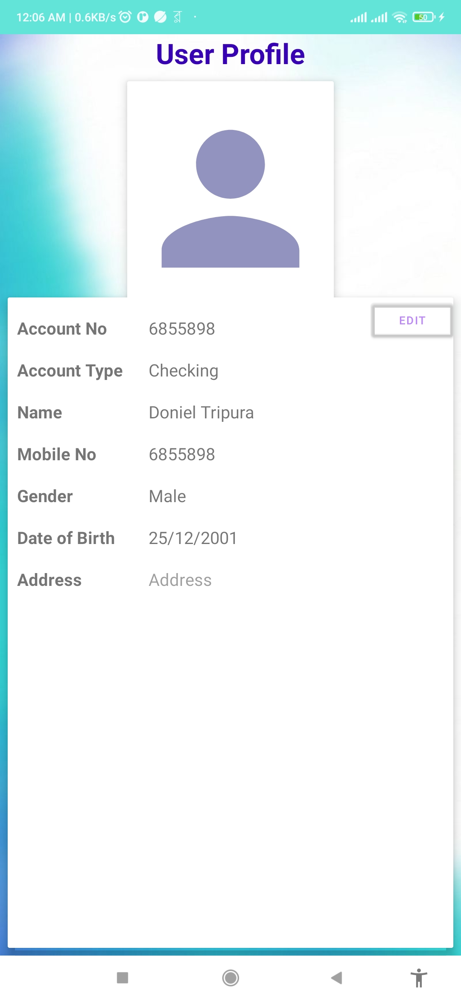 12:06 AM | 0.6KB/s
50
User Profile
EDIT
Account No 6855898
Account Type Checking
Name Doniel Tripura
Mobile No 6855898
Gender Male
Date of Birth 25/12/2001
Address Address